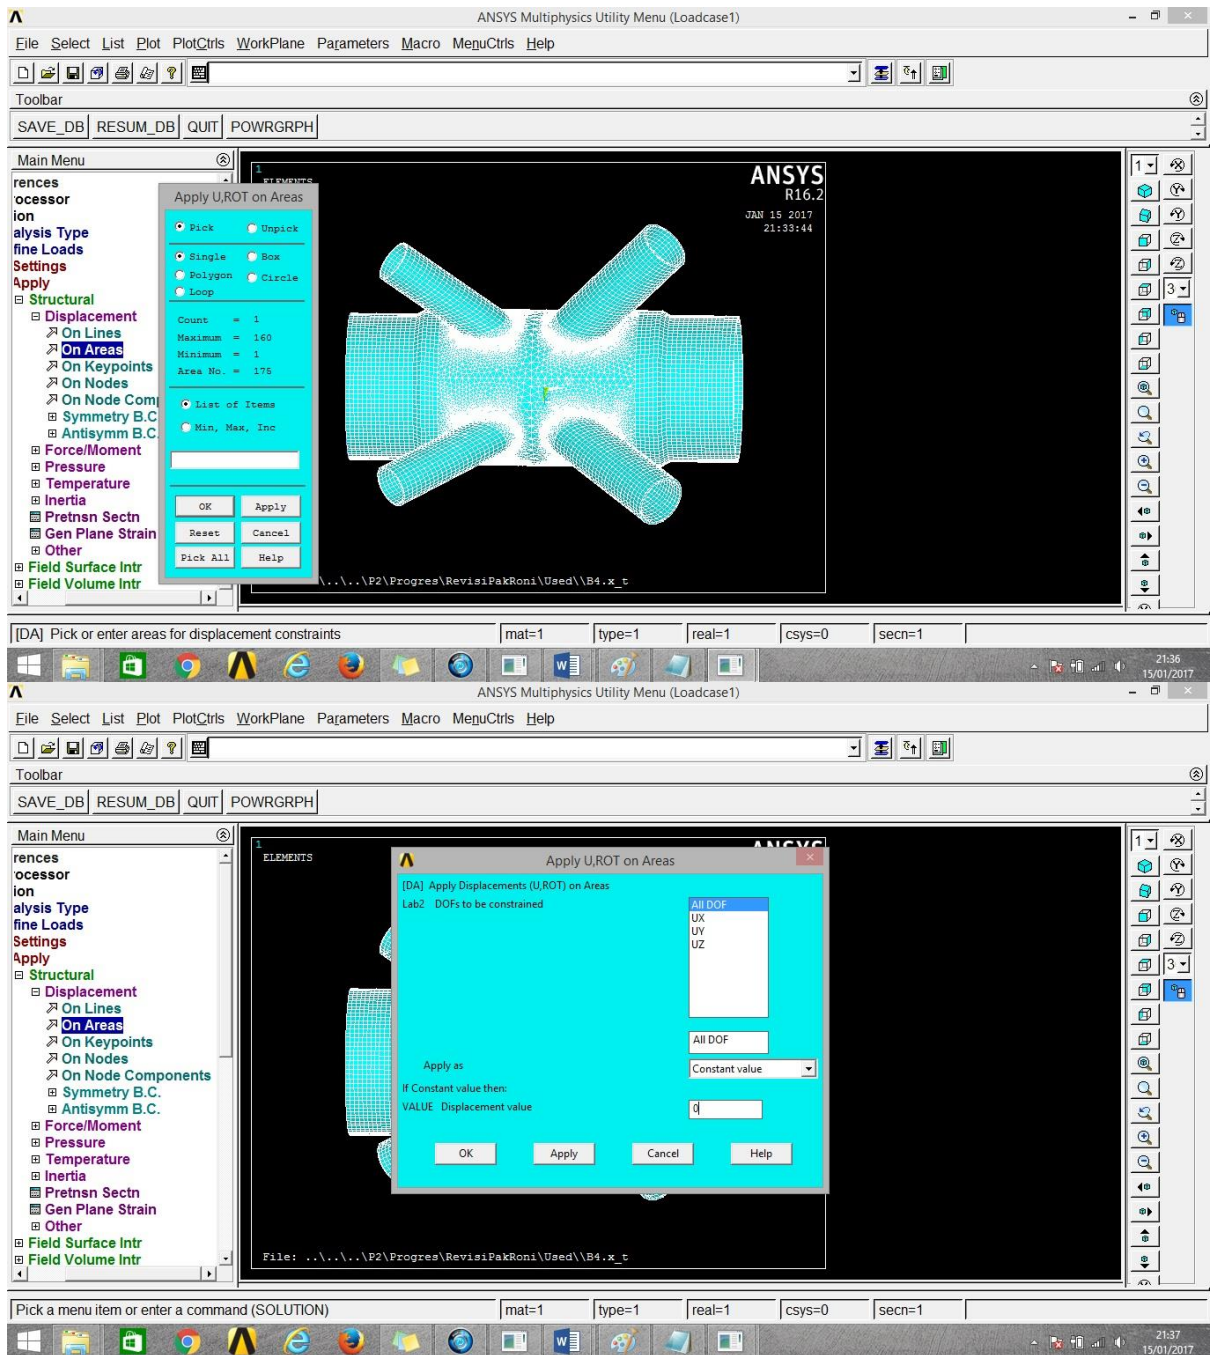 ANSYS Multiphysics Utility Menu (Loadcase1)
File Select List Plot PlotCtrls WorkPlane Parameters Macro MenuCtrls Help
Toolbar
SAVE_DB RESUM_DB QUIT POWRGRPH
Main Menu
rences
ocessor
ion
alysis Type
fine Loads
Settings
Apply
Structural
Displacement
On Lines
On Areas
On Keypoints
On Nodes
On Node Com
Symmetry B.C
Antisymm B.C.
Force/Moment
Pressure
Temperature
Inertia
Pretnsn Sectn
Gen Plane Strain
Other
Field Surface Intr
Field Volume Intr
Apply U,ROT on Areas
Pick Unpick
Single Box
Polygon Circle
Loop
Count = 1
Maximum = 160
Minimum = 1
Area No. = 175
List of Items
Min, Max, Inc
OK Apply
Reset Cancel
Pick All Help
1
ELEMENTS
ANSYS
R16.2
JAN 15 2017
21:33:44
\..\..\P2\Progres\RevisiPakRoni\Used\\B4.x_t
1
3
[DA] Pick or enter areas for displacement constraints mat=1 type=1 real=1 csys=0 secn=1
21:36
15/01/2017
ANSYS Multiphysics Utility Menu (Loadcase1)
File Select List Plot PlotCtrls WorkPlane Parameters Macro MenuCtrls Help
Toolbar
SAVE_DB RESUM_DB QUIT POWRGRPH
Main Menu
rences
ocessor
ion
alysis Type
fine Loads
Settings
Apply
Structural
Displacement
On Lines
On Areas
On Keypoints
On Nodes
On Node Components
Symmetry B.C.
Antisymm B.C.
Force/Moment
Pressure
Temperature
Inertia
Pretnsn Sectn
Gen Plane Strain
Other
Field Surface Intr
Field Volume Intr
1
ELEMENTS
Apply U,ROT on Areas
[DA] Apply Displacements (U,ROT) on Areas
Lab2 DOFs to be constrained
All DOF
UX
UY
UZ
All DOF
Apply as Constant value
If Constant value then:
VALUE Displacement value 0
OK Apply Cancel Help
File: ..\..\..\P2\Progres\RevisiPakRoni\Used\\B4.x_t
1
3
Pick a menu item or enter a command (SOLUTION) mat=1 type=1 real=1 csys=0 secn=1
21:37
15/01/2017